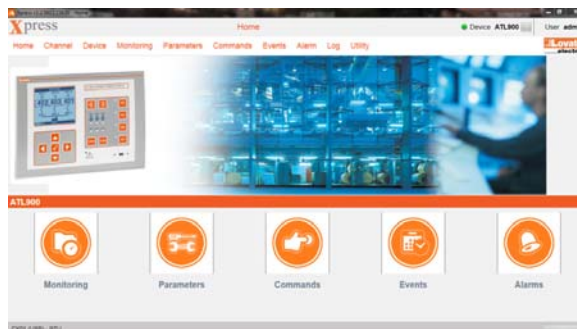 Xpress
Home
Device ATL900
User
Home Channel Device Monitoring Parameters Commands Events Alarm Log Utility
Lovato
ATL900
Monitoring Parameters Commands Events Alarms